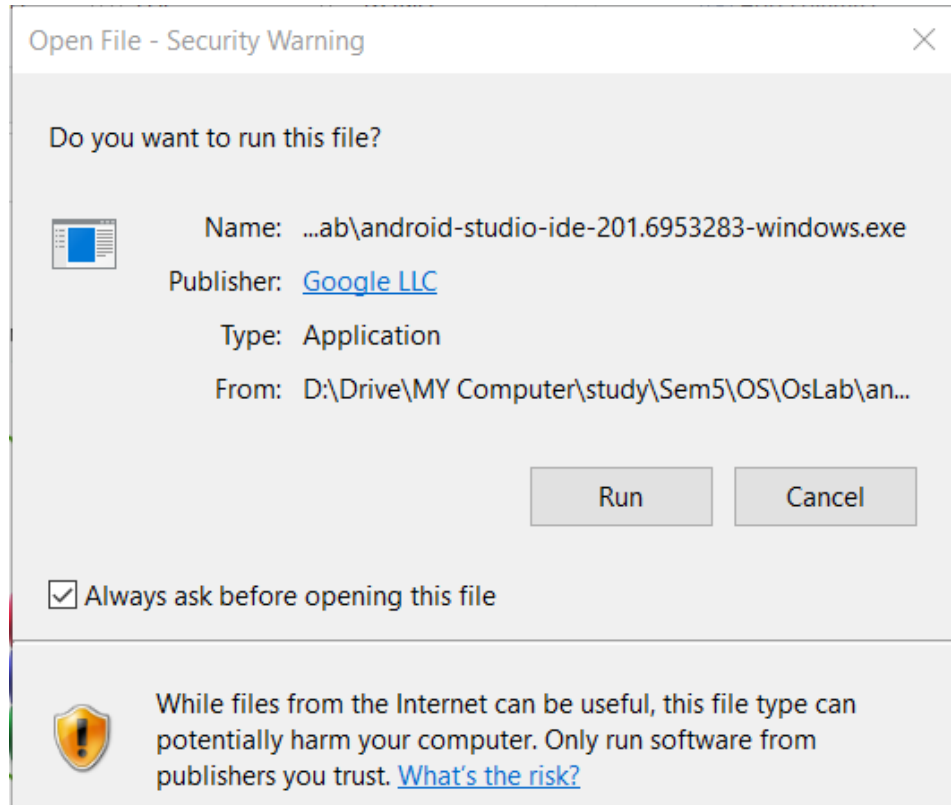 Open File - Security Warning
Do you want to run this file?
Name: ...ab\android-studio-ide-201.6953283-windows.exe
Publisher: Google LLC
Type: Application
From: D:\Drive\MY Computer\study\Sem5\OS\OsLab\an...
Run Cancel
Always ask before opening this file
While files from the Internet can be useful, this file type can
potentially harm your computer. Only run software from
publishers you trust. What's the risk?